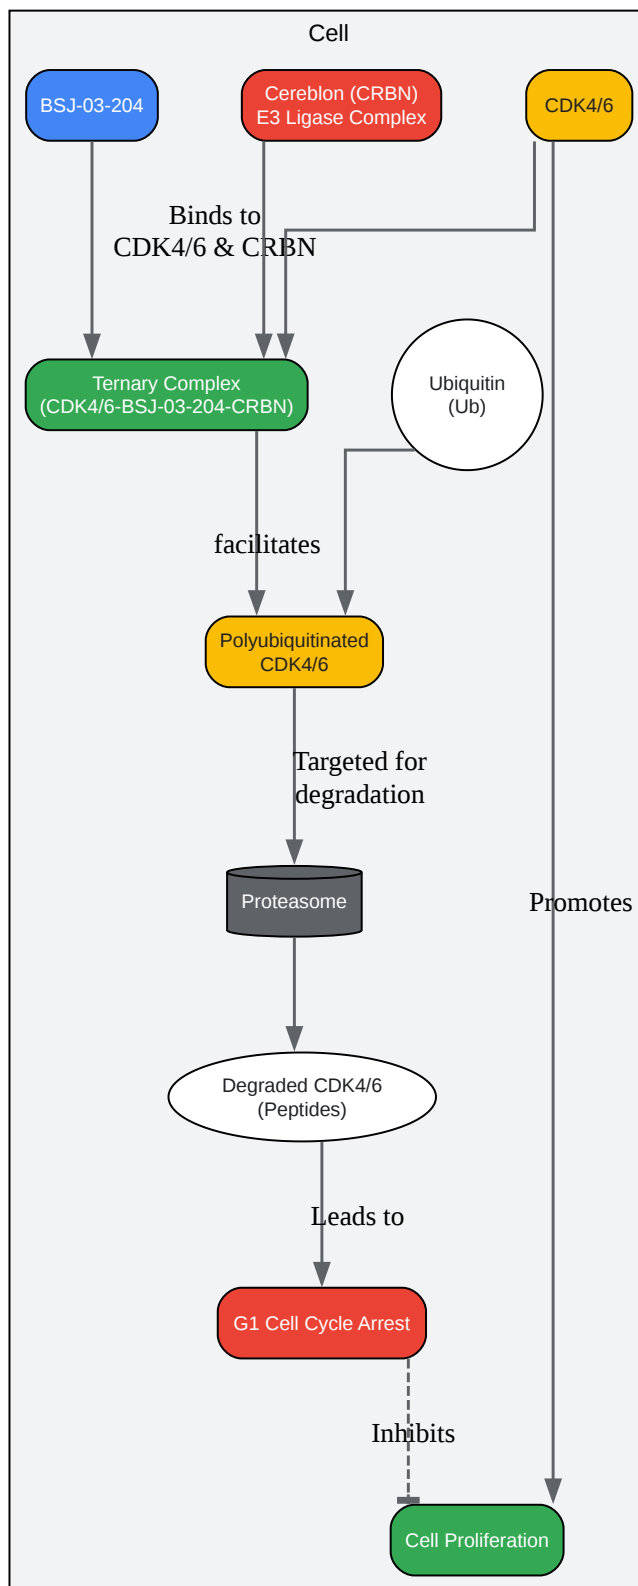 Cell
BSJ-03-204
Cereblon (CRBN)
E3 Ligase Complex
CDK4/6
Binds to
CDK4/6 & CRBN
Ternary Complex
(CDK4/6-BSJ-03-204-CRBN)
Ubiquitin
(Ub)
facilitates
Polyubiquitinated
CDK4/6
Targeted for
degradation
Proteasome
Promotes
Degraded CDK4/6
(Peptides)
Leads to
G1 Cell Cycle Arrest
Inhibits
Cell Proliferation